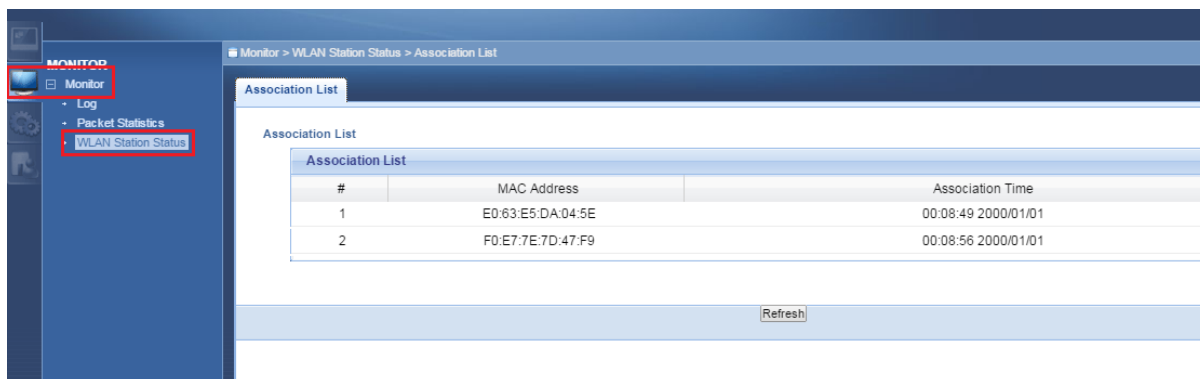 MONITOR
Monitor
Log
Packet Statistics
WLAN Station Status
Monitor > WLAN Station Status > Association List
Association List
Association List
Association List
# MAC Address Association Time
1 E0:63:E5:DA:04:5E 00:08:49 2000/01/01
2 F0:E7:7E:7D:47:F9 00:08:56 2000/01/01
Refresh